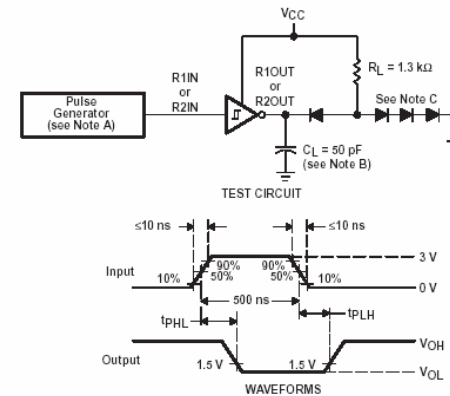 VCC
R1IN
or
R2IN
R1OUT
or
R2OUT
RL = 1.3 kΩ
Pulse
Generator
(see Note A)
See Note C
CL = 50 pF
(see Note B)
TEST CIRCUIT
≤10 ns
≤10 ns
Input
10%
90%
50%
90%
50%
10%
3 V
0 V
500 ns
tPHL
tPLH
Output
1.5 V
1.5 V
VOH
VOL
WAVEFORMS